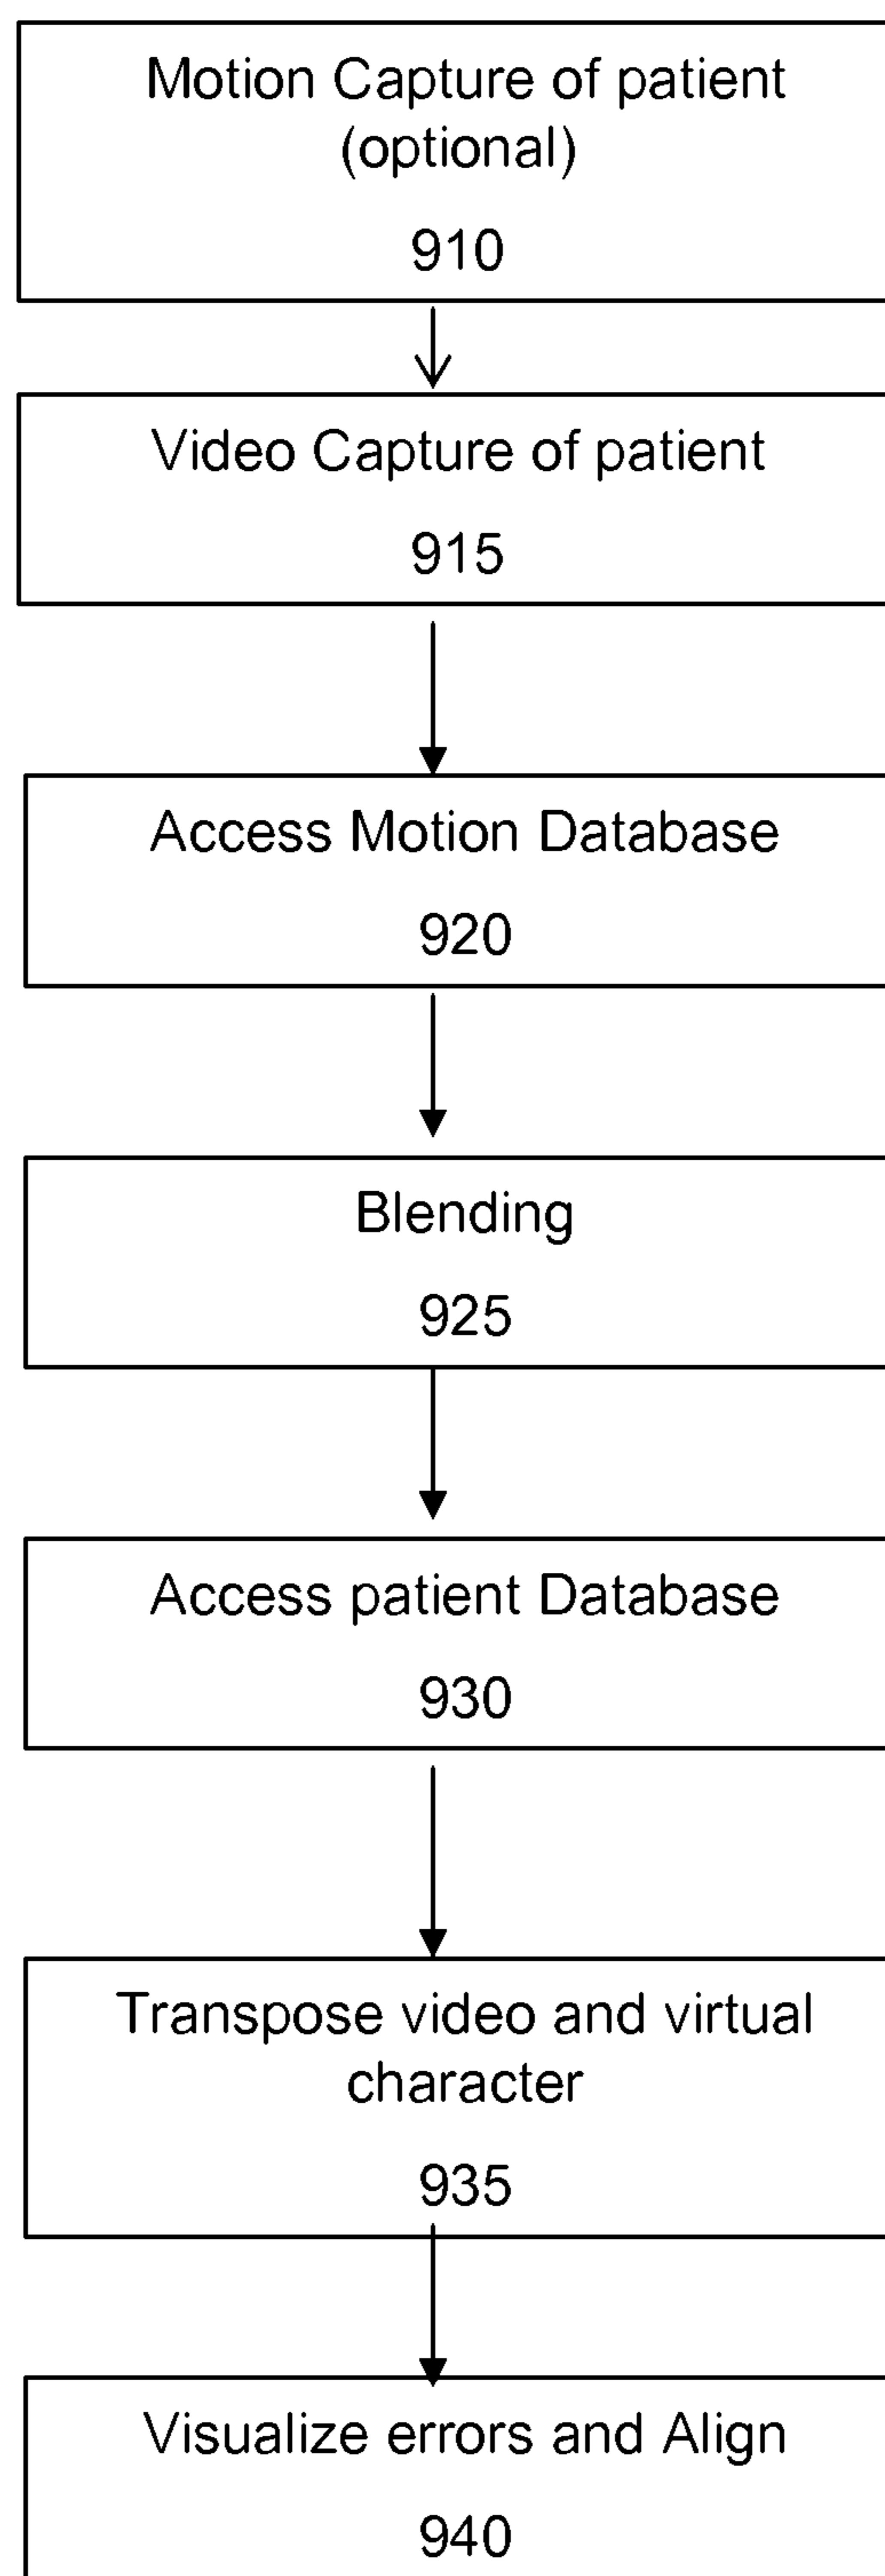 Motion Capture of patient
(optional)
910
Video Capture of patient
915
Access Motion Database
920
Blending
925
Access patient Database
930
Transpose video and virtual
character
935
Visualize errors and Align
940